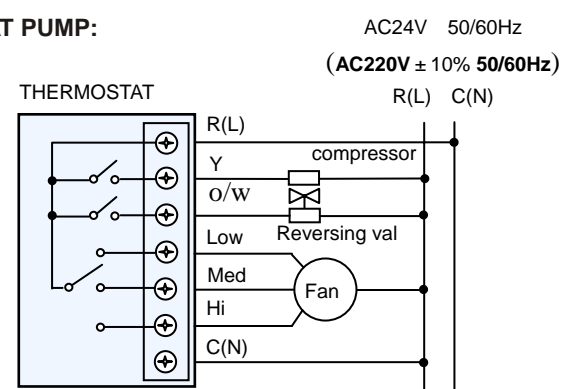 T PUMP:
AC24V 50/60Hz
(AC220V ± 10% 50/60Hz)
THERMOSTAT
R(L) C(N)
R(L)
Y
compressor
o/w
Reversing val
Low
Med
Fan
Hi
C(N)